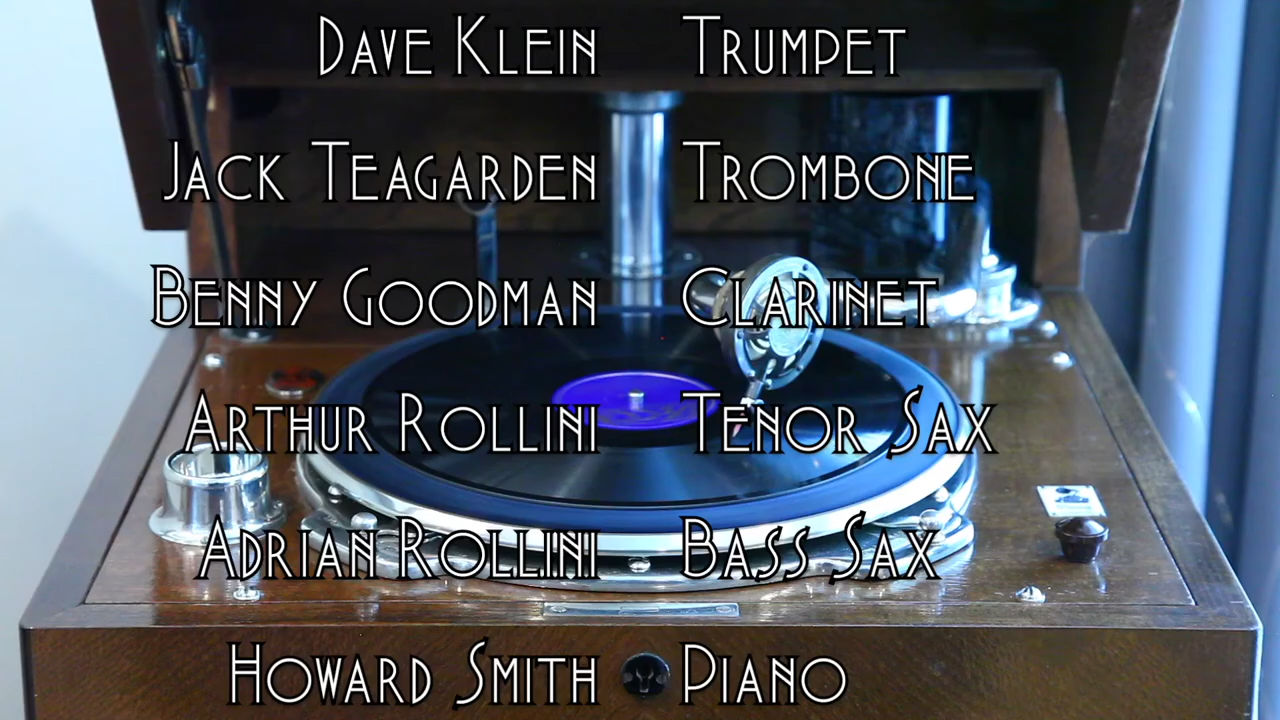 Dave Klein Trumpet
Jack Teagarden Trombone
Benny Goodman Clarinet
Arthur Rollini Tenor Sax
Adrian Rollini Bass Sax
Howard Smith Piano